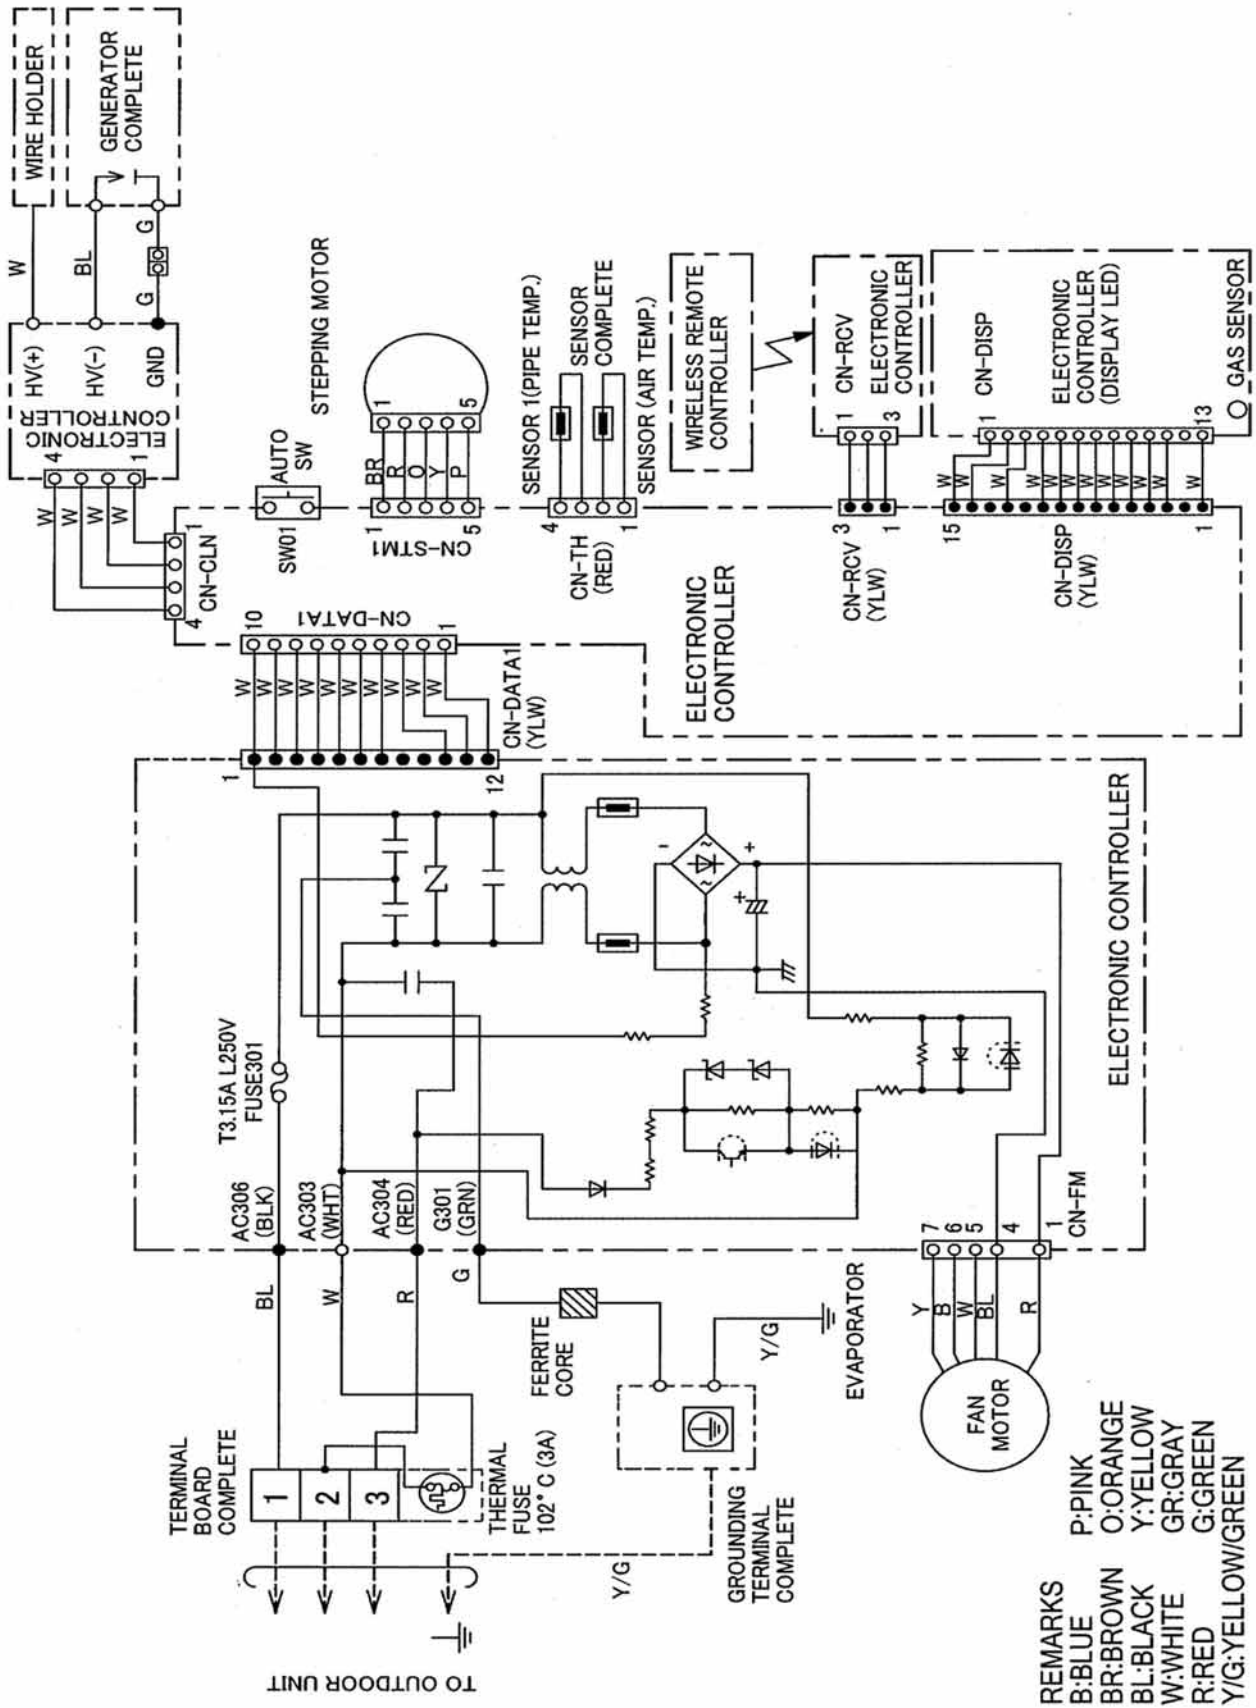 WIRE HOLDER
GENERATOR
COMPLETE
W
BL
G
G
HV(+)
HV(-)
GND
ELECTRONIC
CONTROLLER
4
1
W
W
W
W
1
4
CN-CLN
AUTO
SW
SW01
STEPPING MOTOR
1
5
BR
R
O
Y
P
1
5
CN-STM1
SENSOR 1(PIPE TEMP.)
SENSOR
COMPLETE
SENSOR (AIR TEMP.)
4
1
CN-TH
(RED)
WIRELESS REMOTE
CONTROLLER
CN-RCV
ELECTRONIC
CONTROLLER
1
3
3
1
CN-RCV
(YLW)
CN-DISP
ELECTRONIC
CONTROLLER
(DISPLAY LED)
GAS SENSOR
1
13
W
W
W
W
W
W
W
W
W
W
W
15
1
CN-DISP
(YLW)
ELECTRONIC
CONTROLLER
CN-DATA1
10
1
W
W
W
W
W
W
W
W
W
W
CN-DATA1
(YLW)
1
12
T3.15A L250V
FUSE301
-
+
+
~
~
ELECTRONIC CONTROLLER
AC306
(BLK)
AC303
(WHT)
AC304
(RED)
G301
(GRN)
BL
W
R
G
7
6
5
4
1
CN-FM
Y
B
W
BL
R
FAN
MOTOR
FERRITE
CORE
Y/G
EVAPORATOR
TERMINAL
BOARD
COMPLETE
1
2
3
THERMAL
FUSE
102°C (3A)
GROUNDING
TERMINAL
COMPLETE
Y/G
TO OUTDOOR UNIT
REMARKS
B:BLUE P:PINK
BR:BROWN O:ORANGE
BL:BLACK Y:YELLOW
W:WHITE GR:GRAY
R:RED G:GREEN
Y/G:YELLOW/GREEN